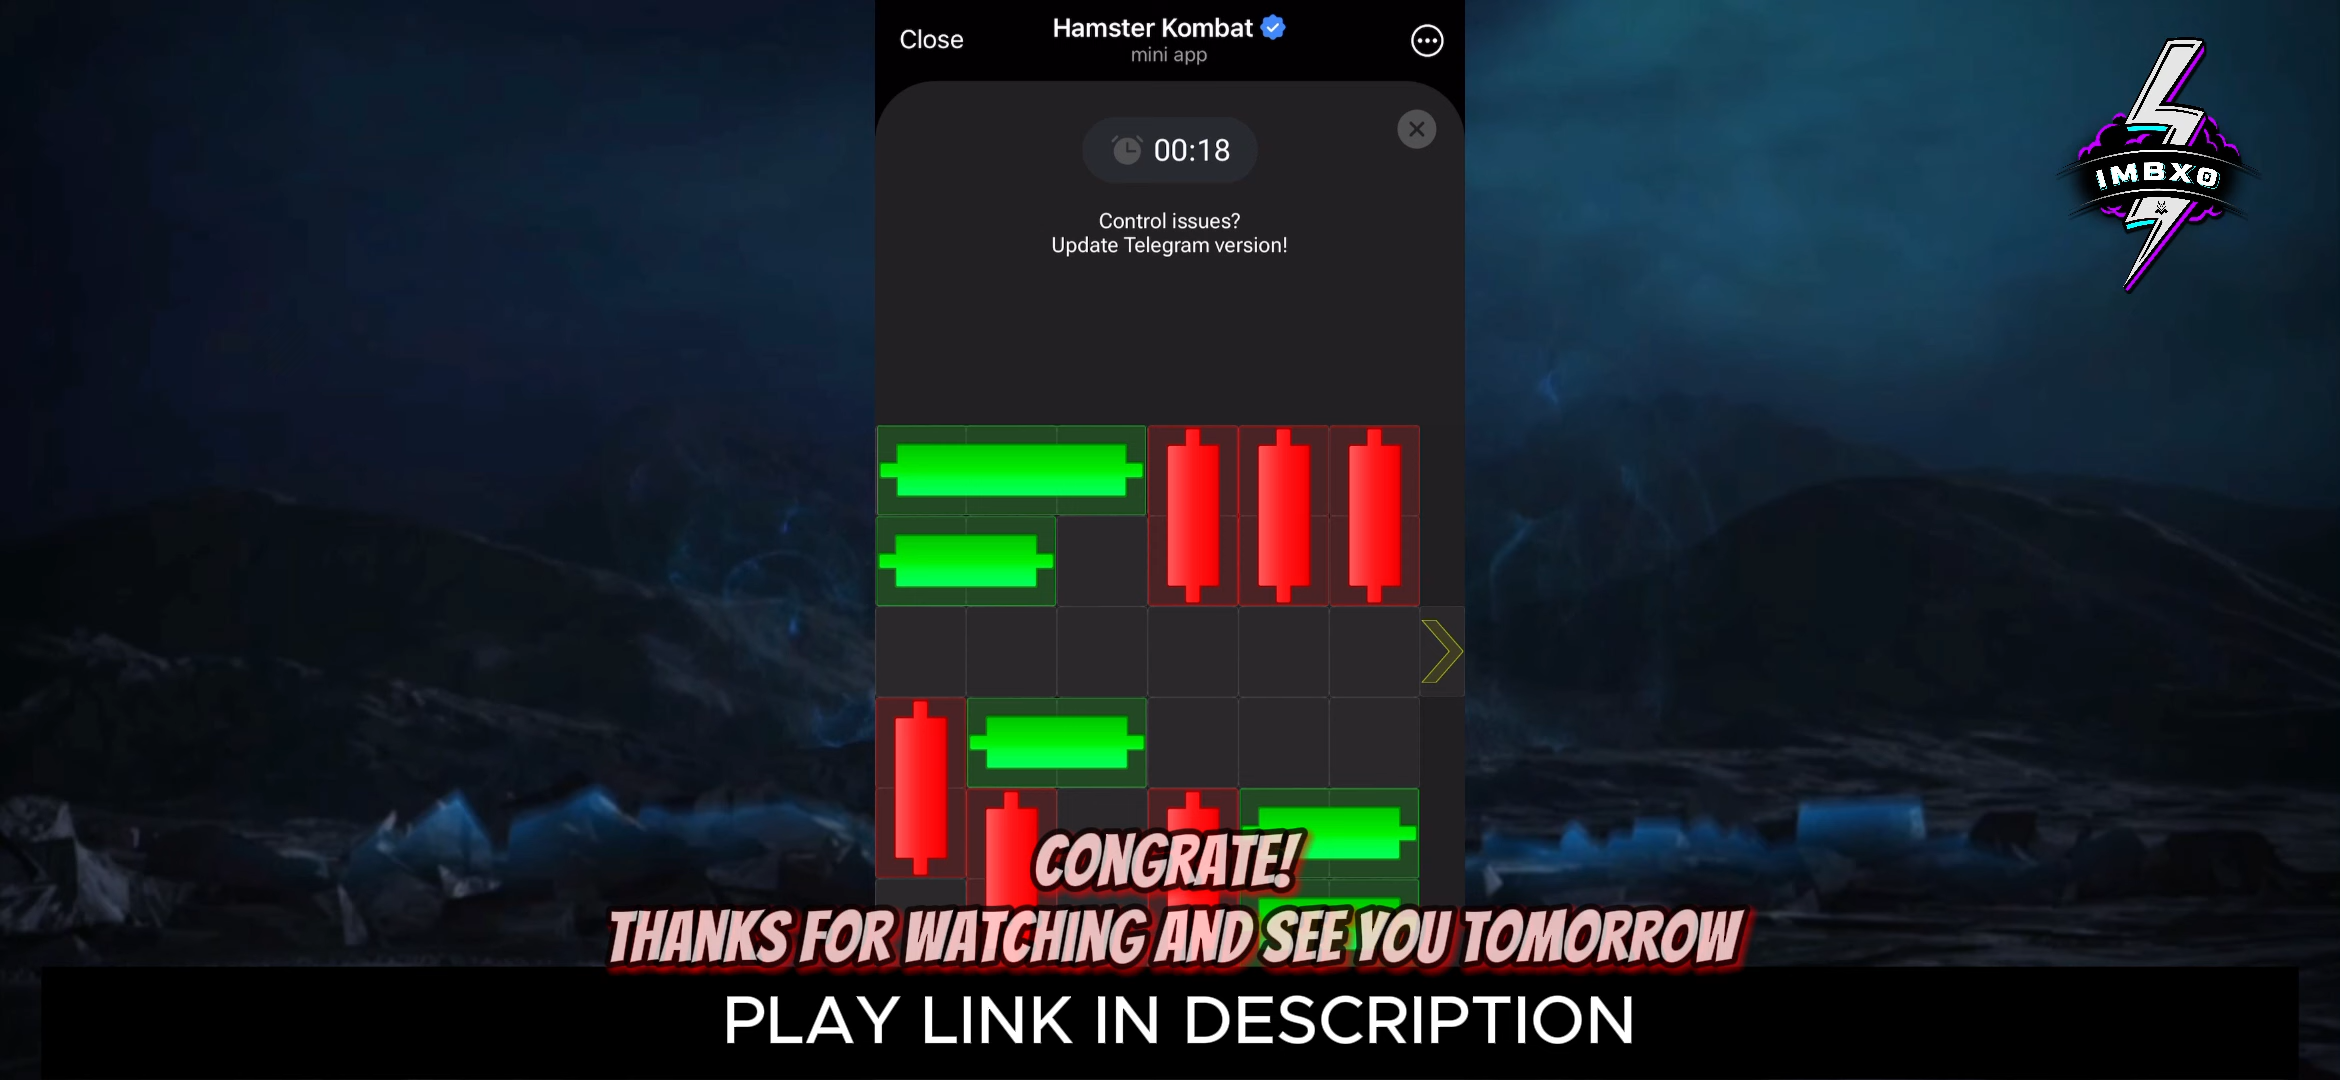 Close
Hamster Kombat
mini app
00:18
Control issues?
Update Telegram version!
IMBXO
CONGRATE!
THANKS FOR WATCHING AND SEE YOU TOMORROW
PLAY LINK IN DESCRIPTION